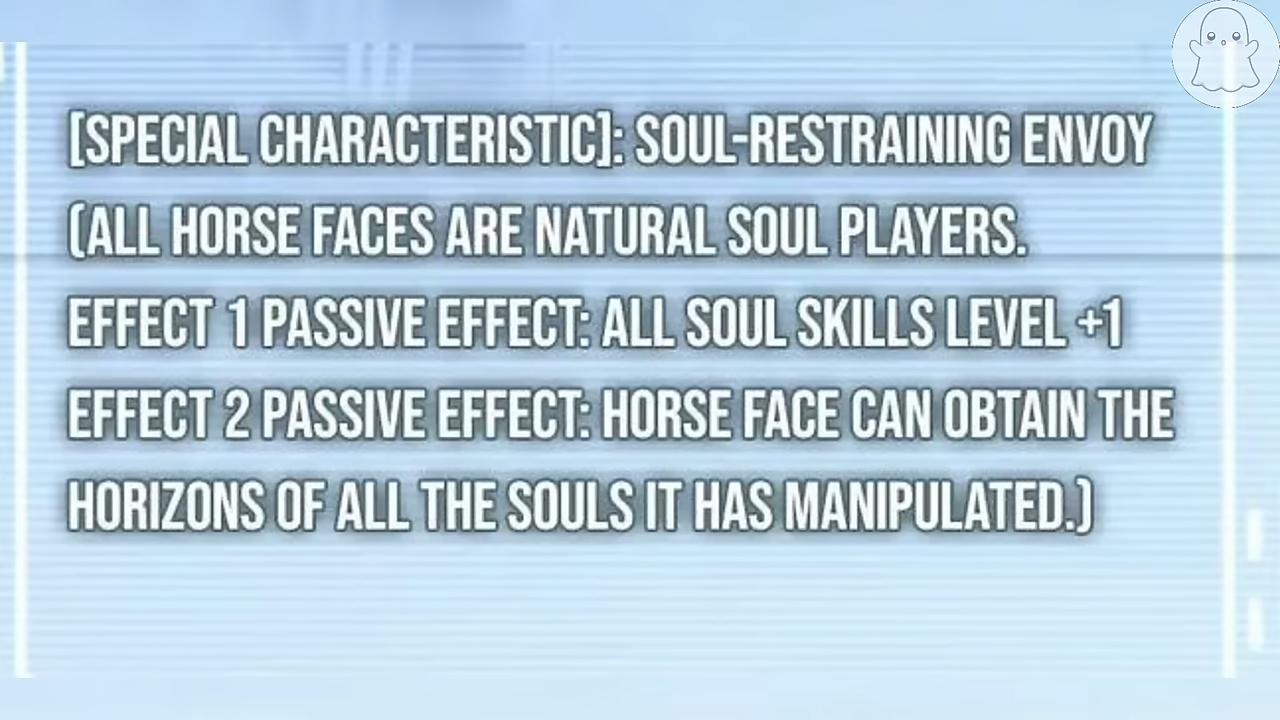 [SPECIAL CHARACTERISTIC]: SOUL-RESTRAINING ENVOY
(ALL HORSE FACES ARE NATURAL SOUL PLAYERS.
EFFECT 1 PASSIVE EFFECT: ALL SOUL SKILLS LEVEL +1
EFFECT 2 PASSIVE EFFECT: HORSE FACE CAN OBTAIN THE
HORIZONS OF ALL THE SOULS IT HAS MANIPULATED.)